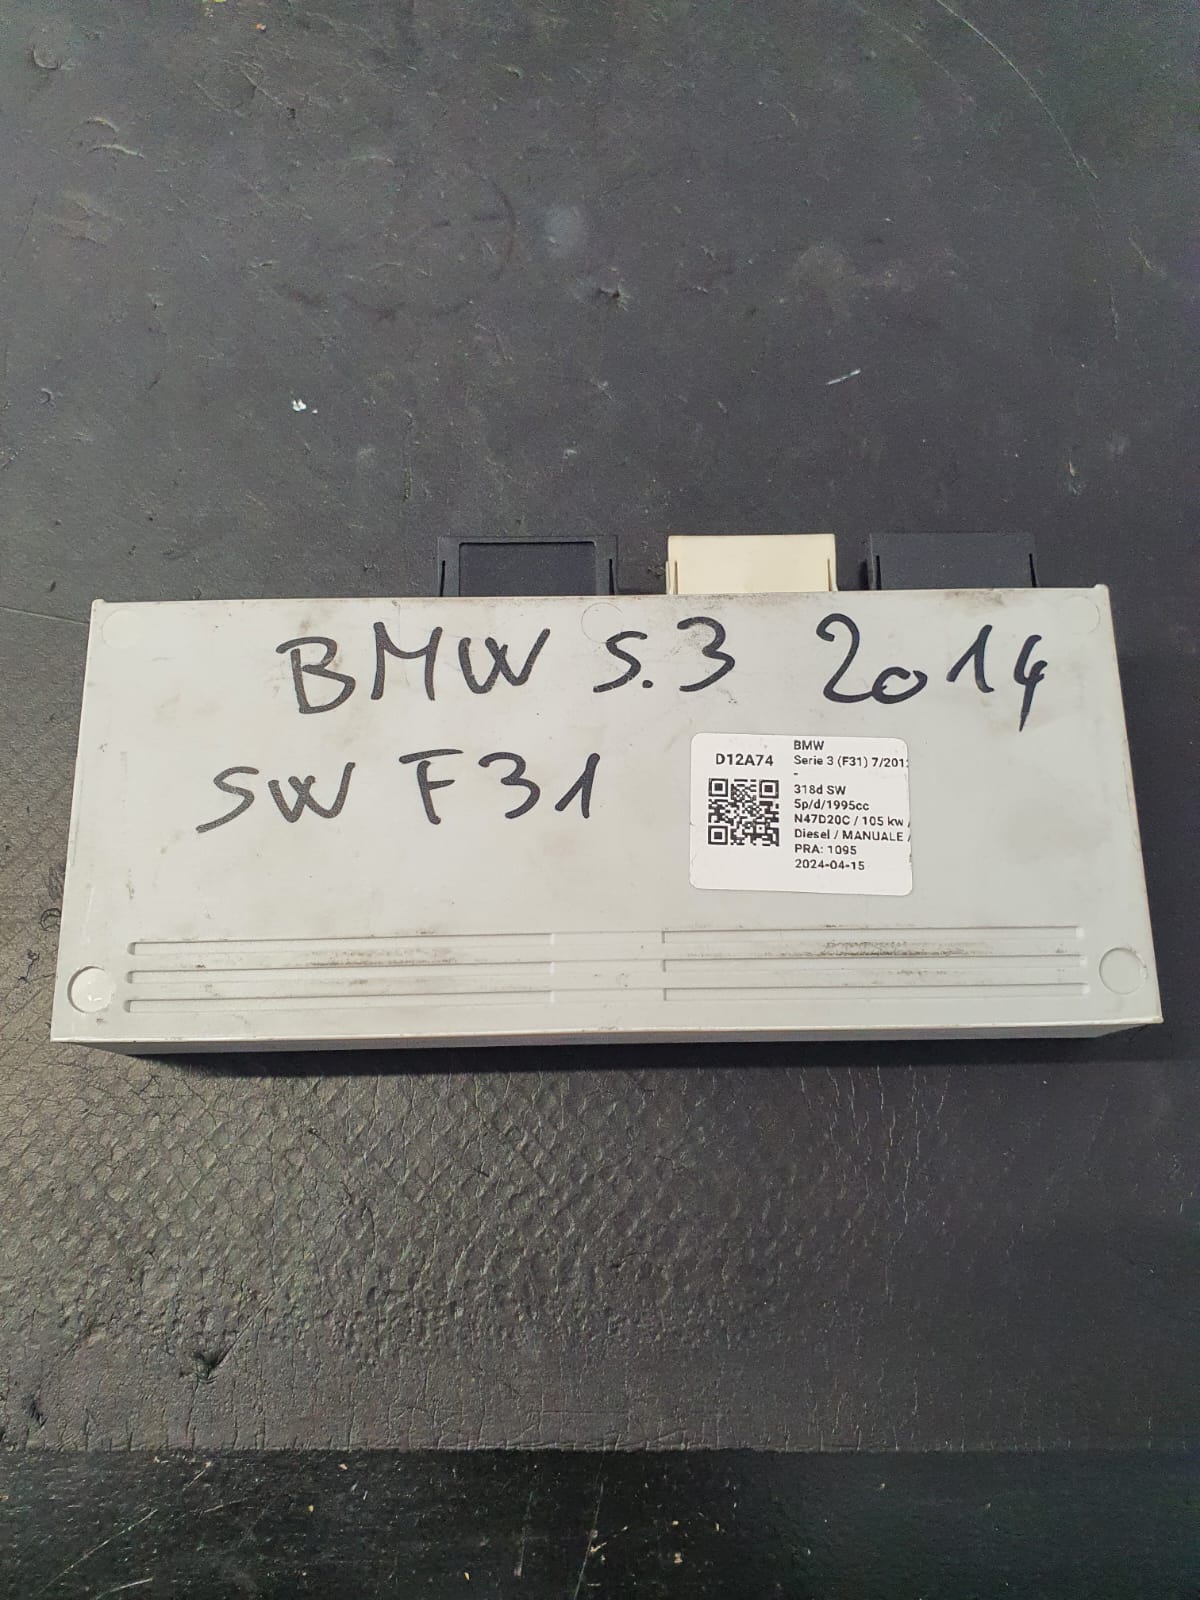 BMW S.3 2014
SW F31
D12A74
BMW
Serie 3 (F31) 7/201
-
318d SW
5p/d/1995cc
N47D20C / 105 kw /
Diesel / MANUALE /
PRA: 1095
2024-04-15